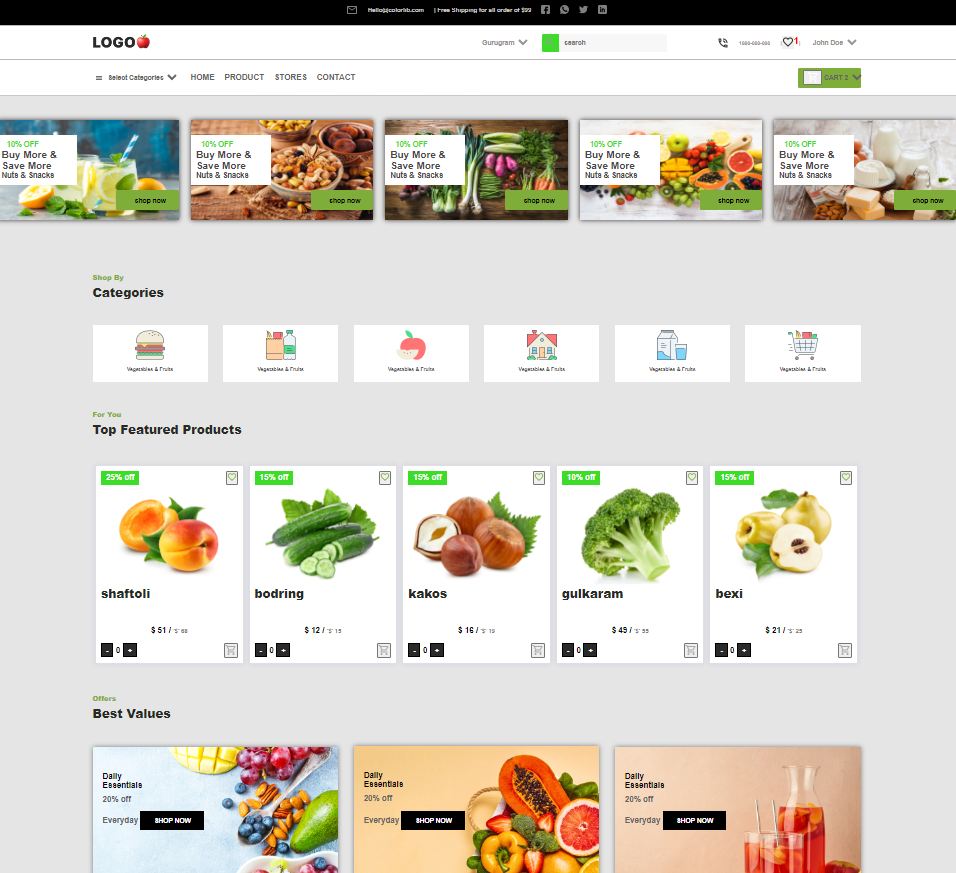 Hello@colorlib.com | Free Shipping for all order of $99
LOGO
Gurugram
search
1
John Doe
Select Categories
HOME PRODUCT STORES CONTACT
CART 2
10% OFF
Buy More &
Save More
Nuts & Snacks
shop now
10% OFF
Buy More &
Save More
Nuts & Snacks
shop now
10% OFF
Buy More &
Save More
Nuts & Snacks
shop now
10% OFF
Buy More &
Save More
Nuts & Snacks
shop now
10% OFF
Buy More &
Save More
Nuts & Snacks
shop now
Shop By
Categories
Vegetables & Fruits
Vegetables & Fruits
Vegetables & Fruits
Vegetables & Fruits
Vegetables & Fruits
Vegetables & Fruits
For You
Top Featured Products
25% off
shaftoli
$ 51 / '$' 68
- 0 +
15% off
bodring
$ 12 / '$' 15
- 0 +
15% off
kakos
$ 16 / '$' 19
- 0 +
10% off
gulkaram
$ 49 / '$' 55
- 0 +
15% off
bexi
$ 21 / '$' 25
- 0 +
Offers
Best Values
Daily
Essentials
20% off
Everyday SHOP NOW
Daily
Essentials
20% off
Everyday SHOP NOW
Daily
Essentials
20% off
Everyday SHOP NOW